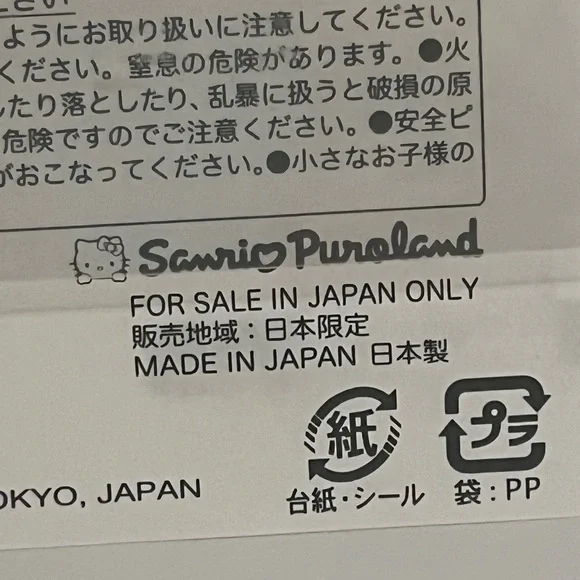 ださい
ようにお取り扱いに注意してください。
ください。窒息の危険があります。●火
したり落としたり、乱暴に扱うと破損の原
危険ですのでご注意ください。●安全ピ
がおこなってください。●小さなお子様の
Sanrio Puroland
FOR SALE IN JAPAN ONLY
販売地域：日本限定
MADE IN JAPAN 日本製
紙 プラ
台紙・シール 袋：PP
OKYO, JAPAN